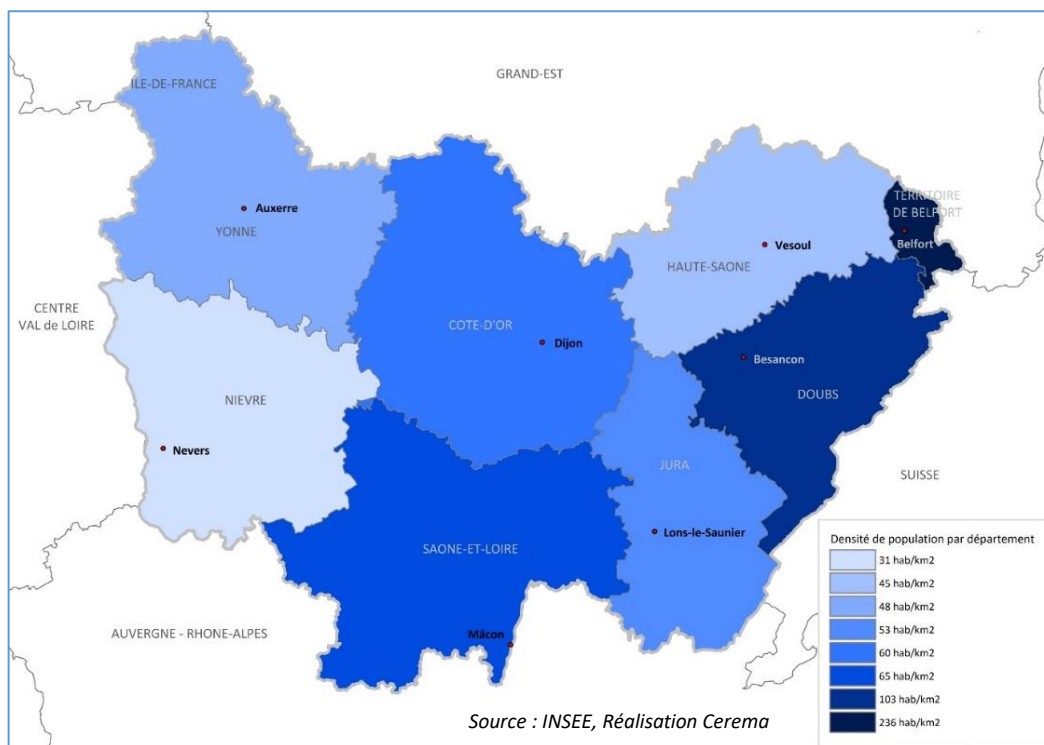 GRAND-EST
ILE-DE-FRANCE
TERRITOIRE
DE BELFORT
Auxerre
YONNE
Belfort
Vesoul
HAUTE-SAONE
CENTRE
VAL de LOIRE
COTE-D'OR
Dijon
Besancon
DOUBS
NIEVRE
Nevers
JURA
SUISSE
Lons-le-Saunier
SAONE-ET-LOIRE
AUVERGNE - RHONE-ALPES
Mâcon
Densité de population par département
31 hab/km2
45 hab/km2
48 hab/km2
53 hab/km2
60 hab/km2
65 hab/km2
103 hab/km2
236 hab/km2
Source : INSEE, Réalisation Cerema